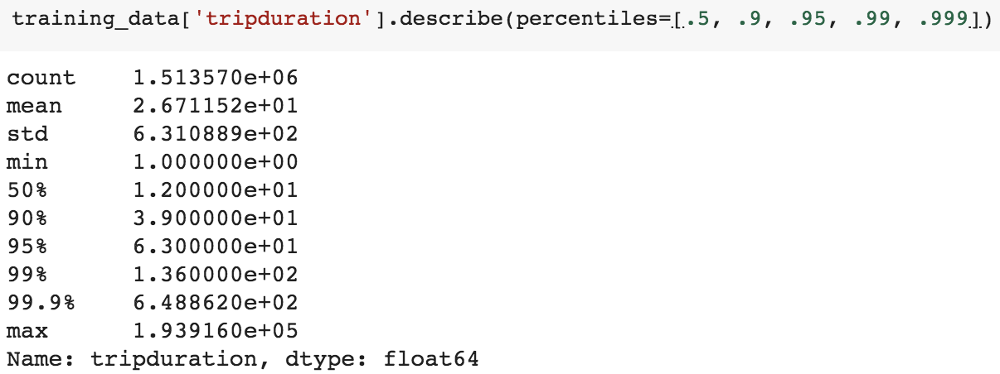 training_data['tripduration'].describe(percentiles=[.5, .9, .95, .99, .999])
count    1.513570e+06
mean     2.671152e+01
std      6.310889e+02
min      1.000000e+00
50%      1.200000e+01
90%      3.900000e+01
95%      6.300000e+01
99%      1.360000e+02
99.9%    6.488620e+02
max      1.939160e+05
Name: tripduration, dtype: float64